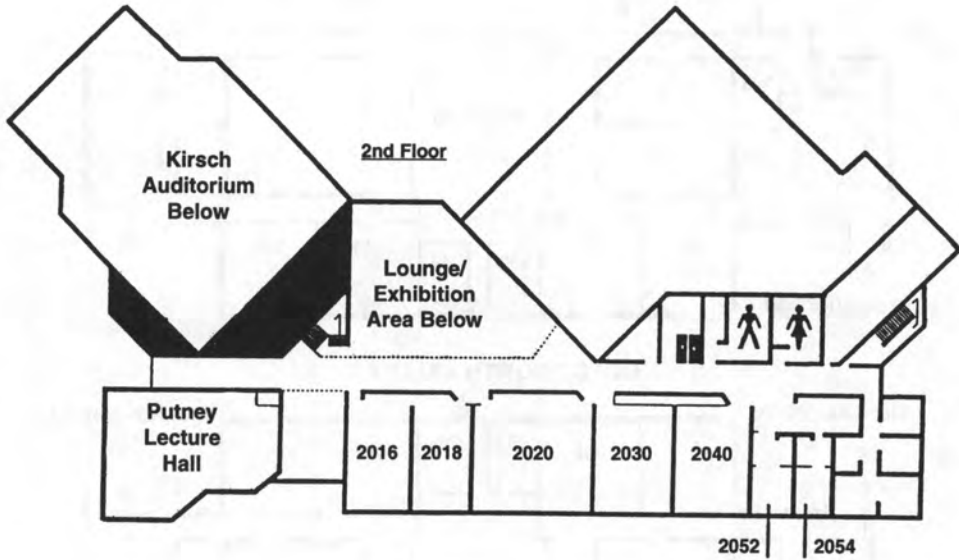 2nd Floor
Kirsch
Auditorium
Below
Lounge/
Exhibition
Area Below
Putney
Lecture
Hall
2016 2018 2020 2030 2040
2052 2054